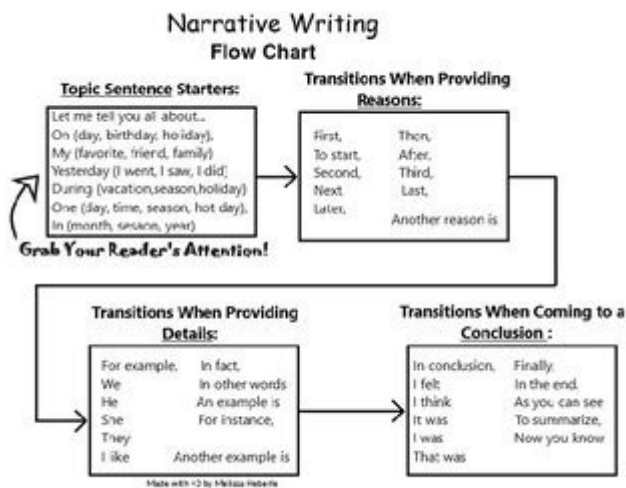 Narrative Writing
Flow Chart
Topic Sentence Starters:
Let me tell you all about...
On (day, birthday, holiday),
My (favorite, friend, family)
Yesterday (I went, I saw, I did)
During (vacation,season,holiday)
One (day, time, season, hot day),
In (month, sesaon, year)
Grab Your Reader's Attention!
Transitions When Providing
Reasons:
First, Then,
To start, After,
Second, Third,
Next Last,
Later,
Another reason is
Transitions When Providing
Details:
For example, In fact,
We In other words
He An example is
She For instance,
They
I like Another example is
Transitions When Coming to a
Conclusion :
In conclusion, Finally,
I felt In the end,
I think As you can see
It was To summarize,
I was Now you know
That was
Made with <3 by Melissa Heberle